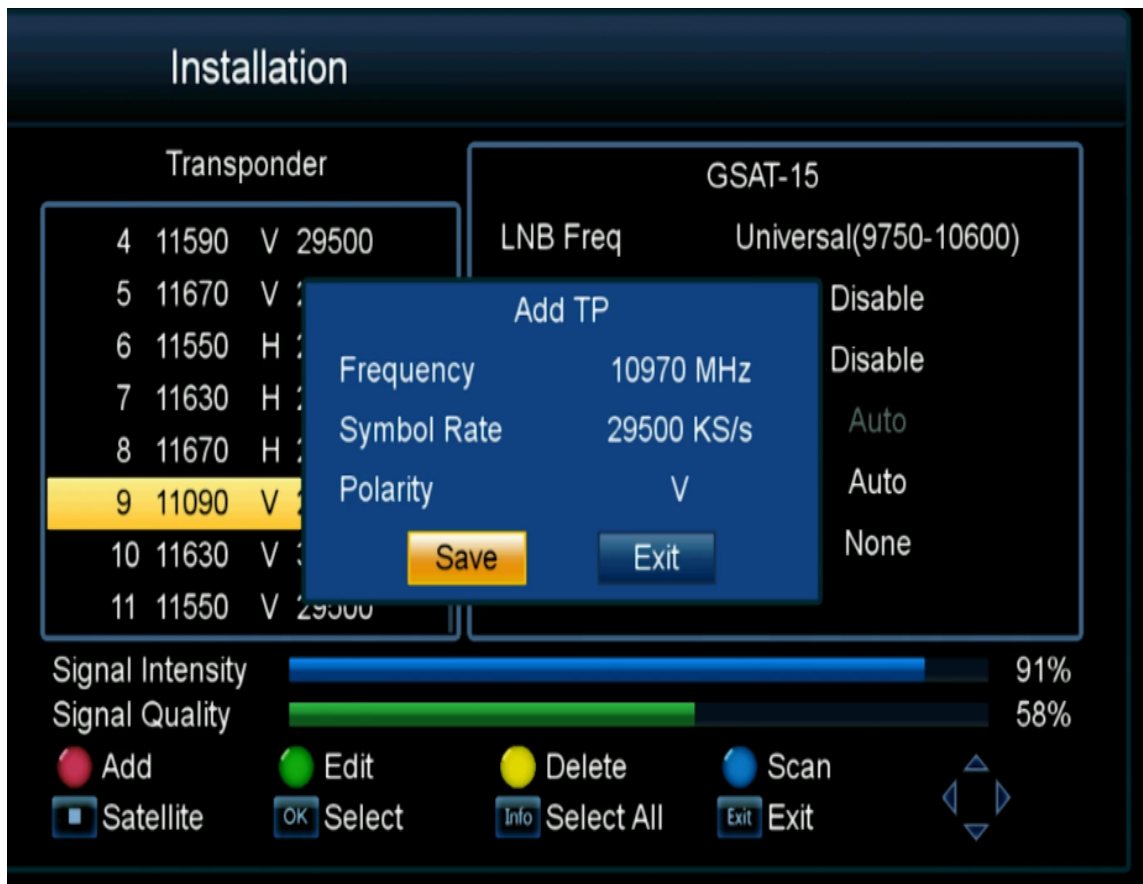 Installation
Transponder
4 11590 V 29500
5 11670 V
6 11550 H
7 11630 H
8 11670 H
9 11090 V
10 11630 V
11 11550 V 29500
GSAT-15
LNB Freq Universal(9750-10600)
Disable
Disable
Auto
Auto
None
Add TP
Frequency 10970 MHz
Symbol Rate 29500 KS/s
Polarity V
Save Exit
Signal Intensity 91%
Signal Quality 58%
Add Edit Delete Scan
Satellite OK Select Info Select All Exit Exit